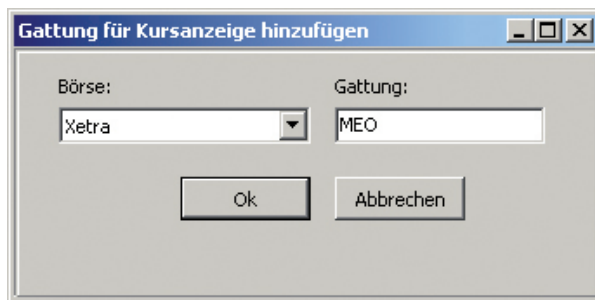 Gattung für Kursanzeige hinzufügen
Börse: Gattung:
Xetra MEO
Ok Abbrechen